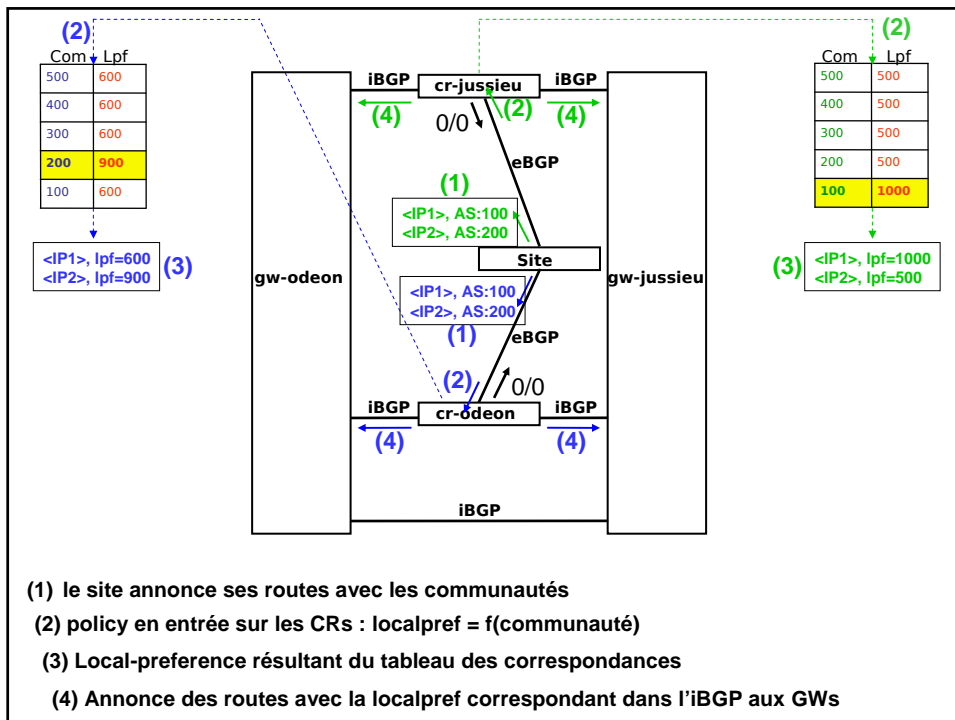 (2)
Com Lpf
500 600
400 600
300 600
200 900
100 600
<IP1>, lpf=600
<IP2>, lpf=900
(3)
iBGP
cr-jussieu
iBGP
(4)
(2)
(4)
0/0
eBGP
(1)
<IP1>, AS:100
<IP2>, AS:200
Site
gw-odeon
gw-jussieu
<IP1>, AS:100
<IP2>, AS:200
(1)
eBGP
(2)
0/0
iBGP
cr-odeon
iBGP
(4)
(4)
iBGP
(2)
Com Lpf
500 500
400 500
300 500
200 500
100 1000
(3)
<IP1>, lpf=1000
<IP2>, lpf=500
(1) le site annonce ses routes avec les communautés
(2) policy en entrée sur les CRs : localpref = f(communauté)
(3) Local-preference résultant du tableau des correspondances
(4) Annonce des routes avec la localpref correspondant dans l’iBGP aux GWs